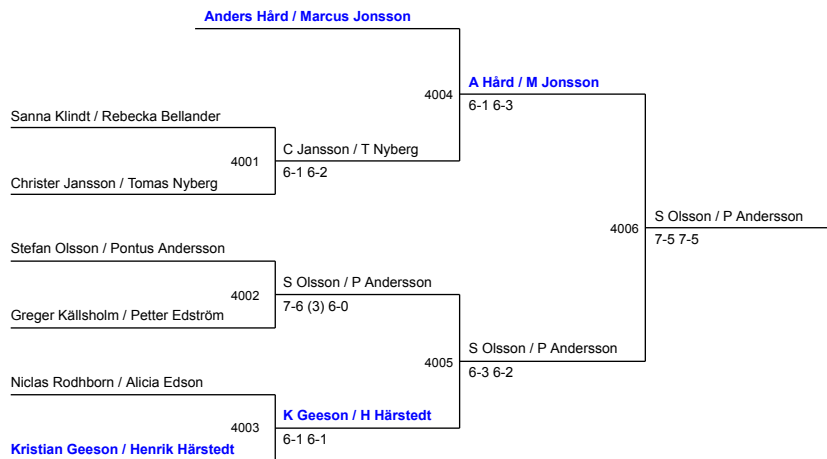 Anders Hård / Marcus Jonsson
4004
A Hård / M Jonsson
6-1 6-3
Sanna Klindt / Rebecka Bellander
4001
C Jansson / T Nyberg
6-1 6-2
Christer Jansson / Tomas Nyberg
4006
S Olsson / P Andersson
7-5 7-5
Stefan Olsson / Pontus Andersson
4002
S Olsson / P Andersson
7-6 (3) 6-0
Greger Källsholm / Petter Edström
4005
S Olsson / P Andersson
6-3 6-2
Niclas Rodhborn / Alicia Edson
4003
K Geeson / H Härstedt
6-1 6-1
Kristian Geeson / Henrik Härstedt